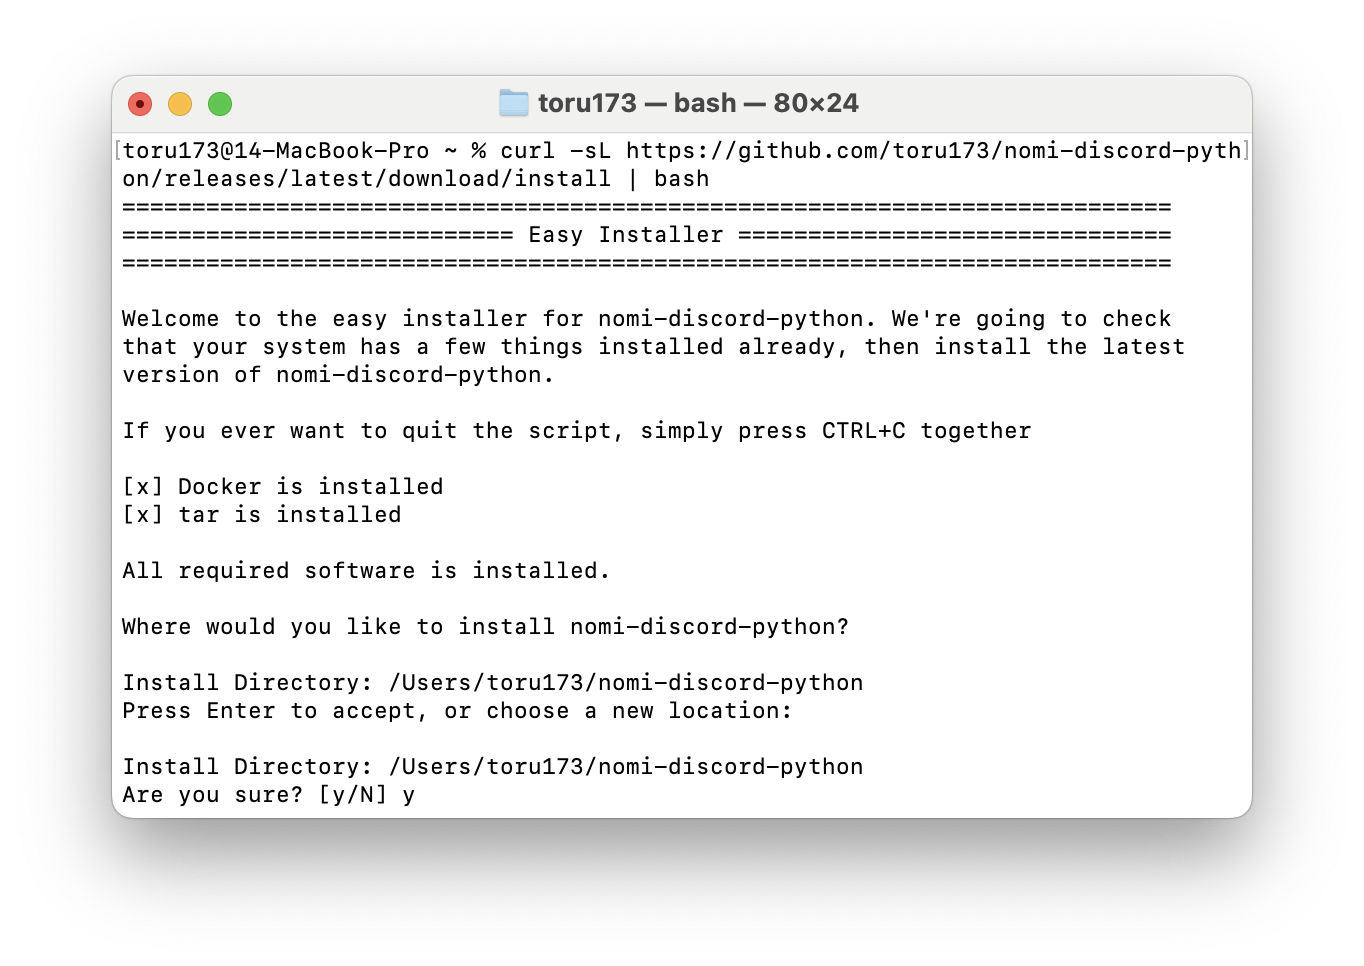 toru173 — bash — 80×24
[toru173@14-MacBook-Pro ~ % curl -sL https://github.com/toru173/nomi-discord-pyth]
on/releases/latest/download/install | bash
===========================================================================
============================ Easy Installer ===============================
===========================================================================
Welcome to the easy installer for nomi-discord-python. We're going to check
that your system has a few things installed already, then install the latest
version of nomi-discord-python.
If you ever want to quit the script, simply press CTRL+C together
[x] Docker is installed
[x] tar is installed
All required software is installed.
Where would you like to install nomi-discord-python?
Install Directory: /Users/toru173/nomi-discord-python
Press Enter to accept, or choose a new location:
Install Directory: /Users/toru173/nomi-discord-python
Are you sure? [y/N] y